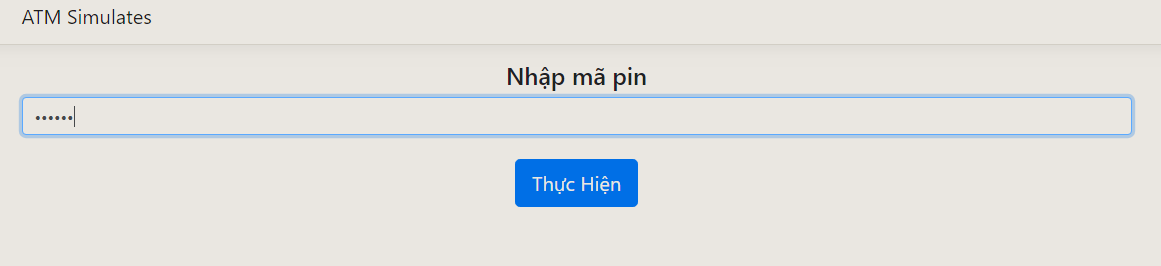 ATM Simulates
Nhập mã pin
••••••
Thực Hiện